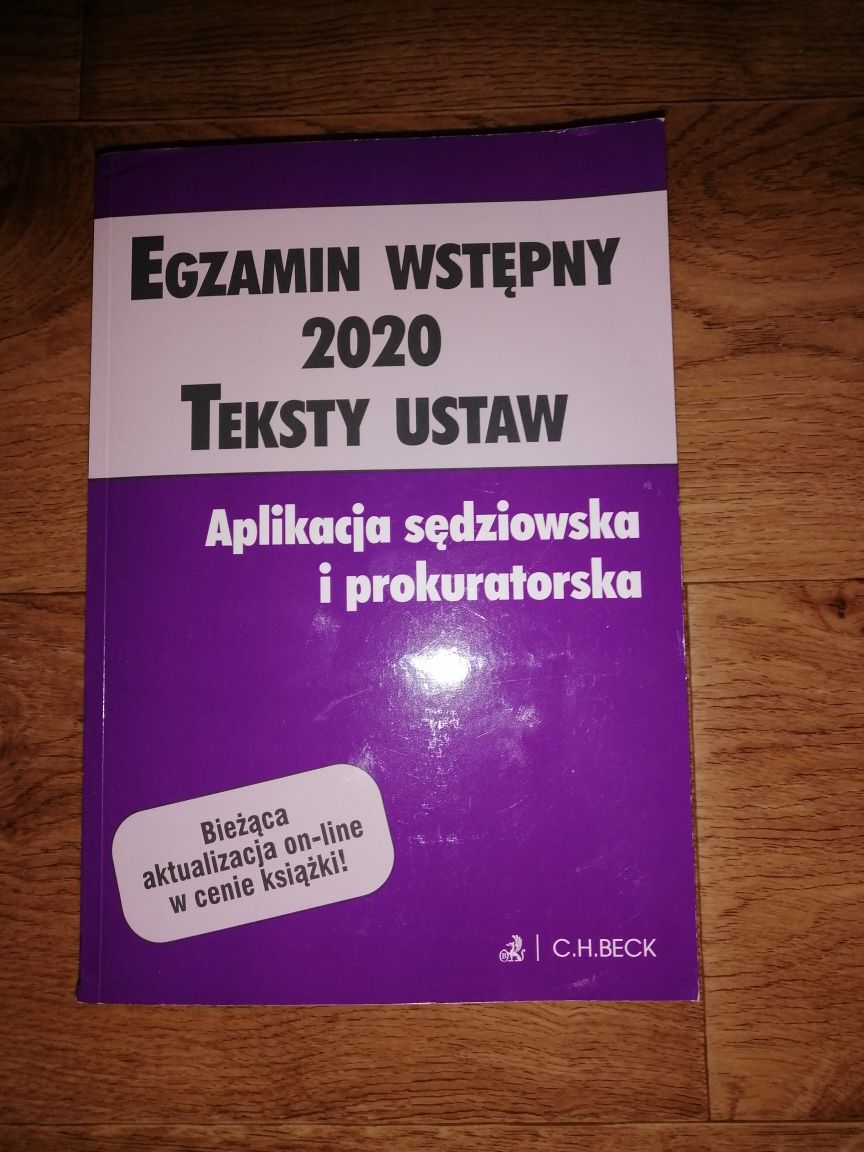 EGZAMIN WSTĘPNY
2020
TEKSTY USTAW
Aplikacja sędziowska
i prokuratorska
Bieżąca
aktualizacja on-line
w cenie książki!
B | C.H.BECK